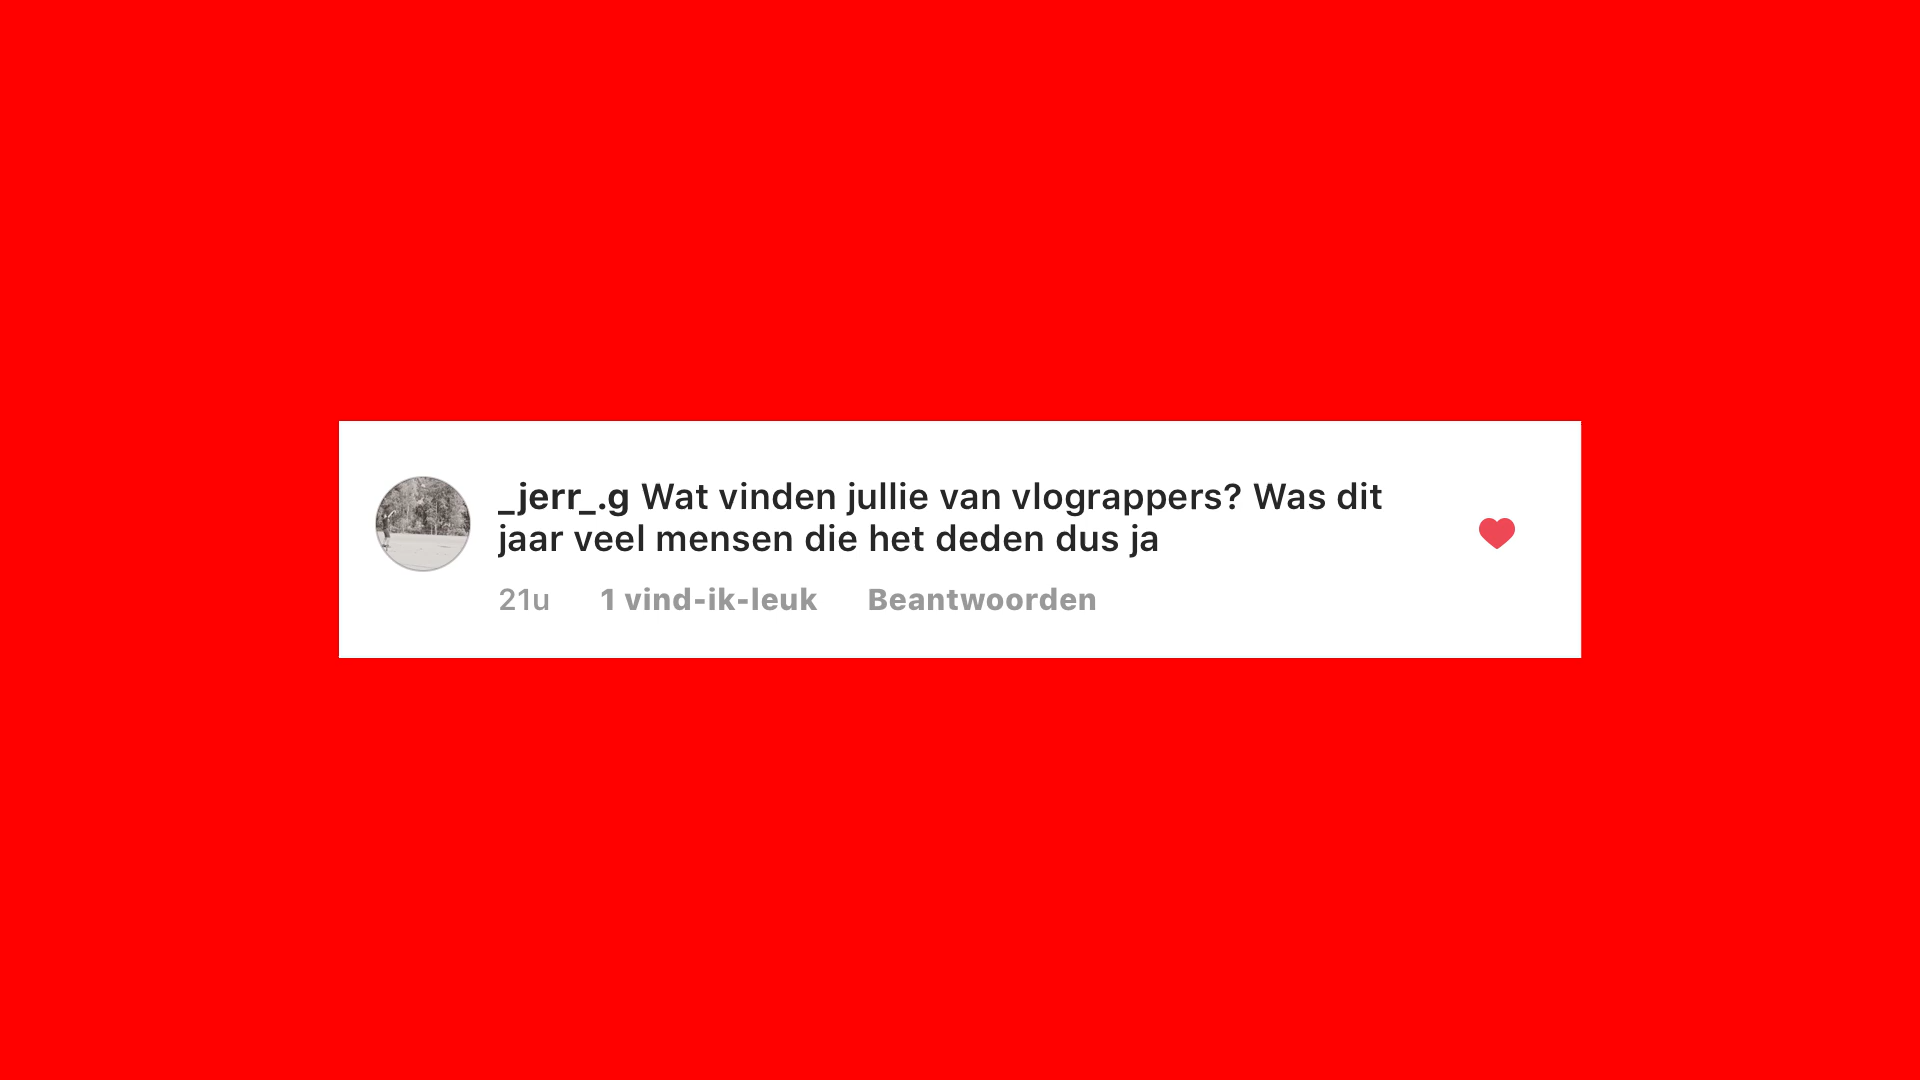 _jerr_.g Wat vinden jullie van vlograppers? Was dit
jaar veel mensen die het deden dus ja
21u 1 vind-ik-leuk Beantwoorden